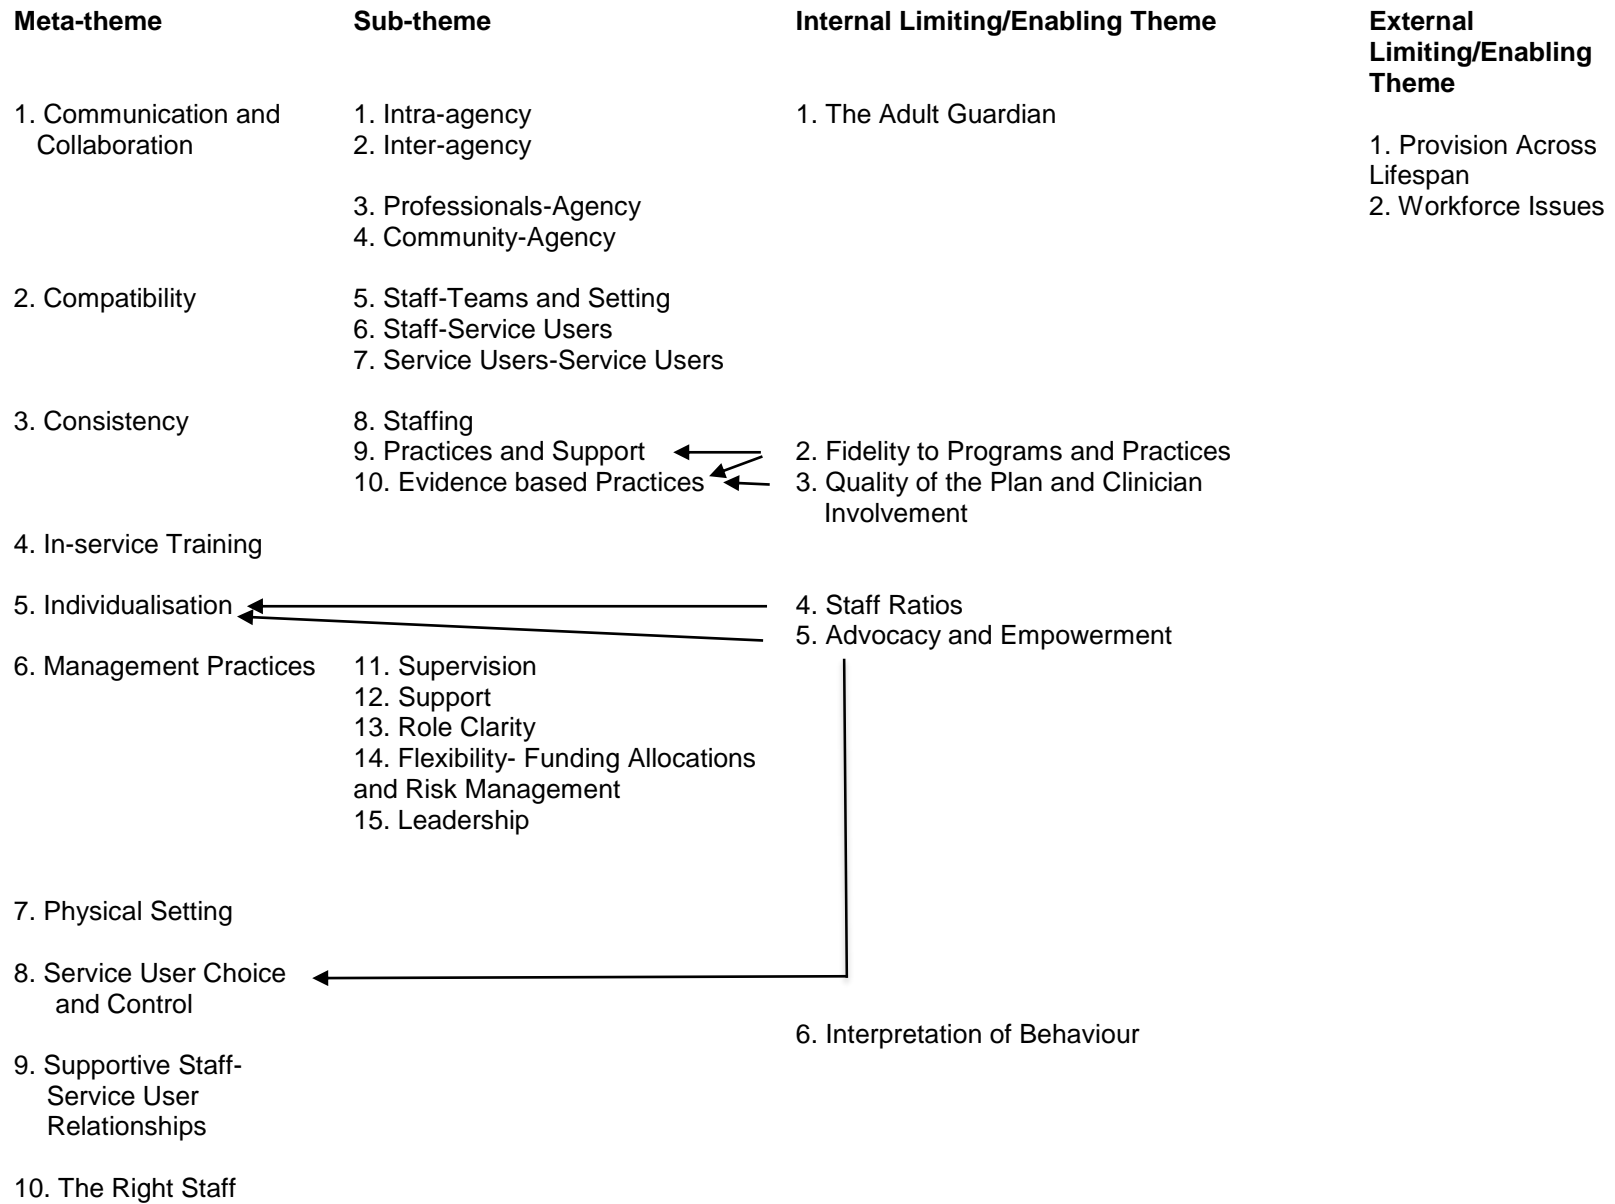 Meta-theme
Sub-theme
Internal Limiting/Enabling Theme
External
Limiting/Enabling
Theme
1. Communication and
Collaboration
1. Intra-agency
2. Inter-agency
3. Professionals-Agency
4. Community-Agency
1. The Adult Guardian
1. Provision Across
Lifespan
2. Workforce Issues
2. Compatibility
5. Staff-Teams and Setting
6. Staff-Service Users
7. Service Users-Service Users
3. Consistency
8. Staffing
9. Practices and Support
10. Evidence based Practices
2. Fidelity to Programs and Practices
3. Quality of the Plan and Clinician
Involvement
4. In-service Training
5. Individualisation
4. Staff Ratios
5. Advocacy and Empowerment
6. Management Practices
11. Supervision
12. Support
13. Role Clarity
14. Flexibility- Funding Allocations
and Risk Management
15. Leadership
7. Physical Setting
8. Service User Choice
and Control
6. Interpretation of Behaviour
9. Supportive Staff-
Service User
Relationships
10. The Right Staff